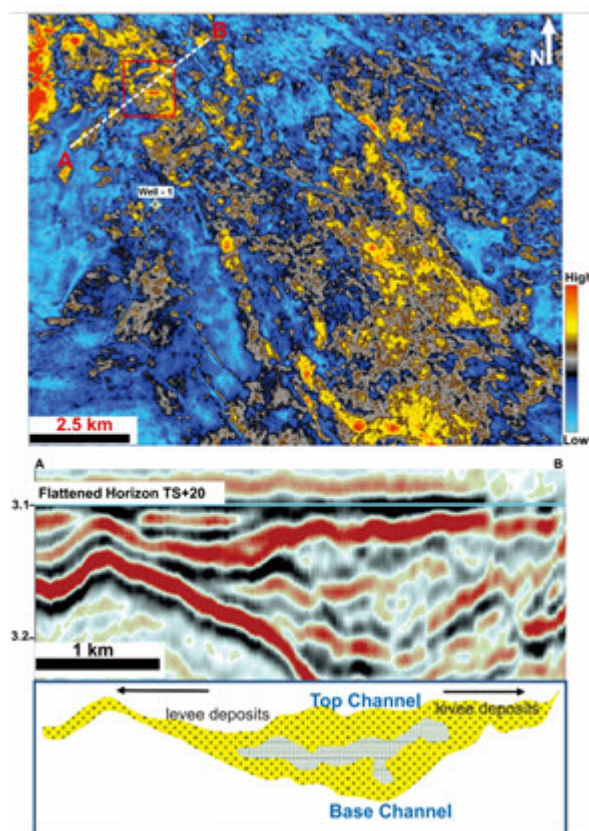 B
N
A
Well - 1
High
Low
2.5 km
A
B
Flattened Horizon TS+20
3.1
3.2
1 km
Top Channel
levee deposits
levee deposits
Base Channel